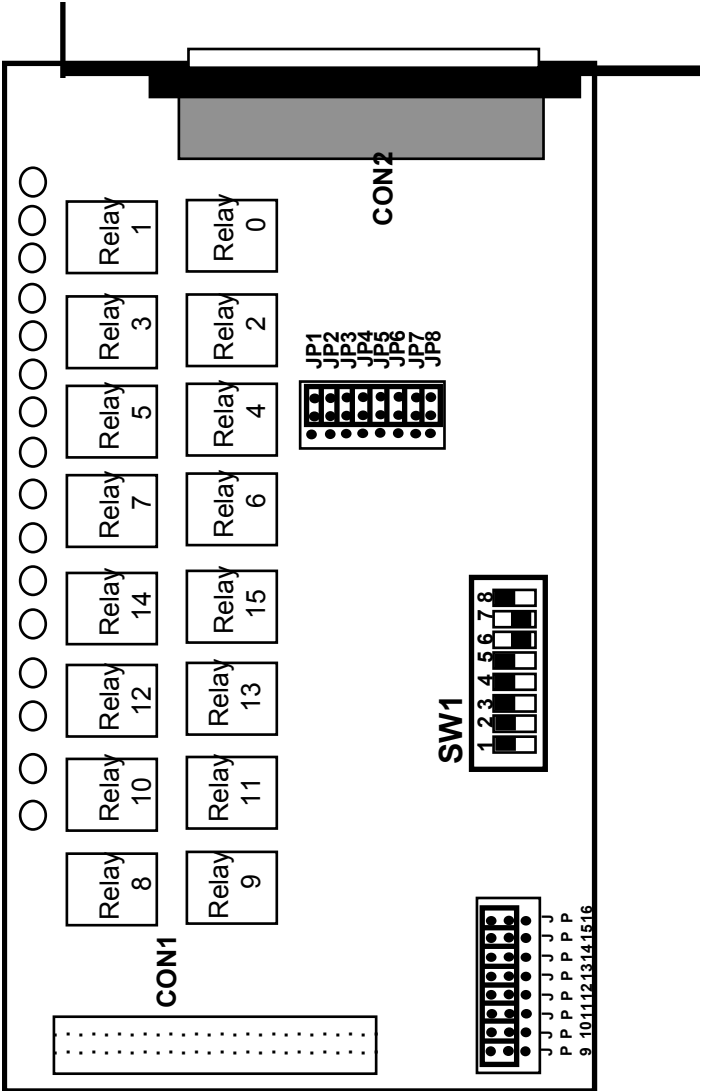 CON2
Relay
1
Relay
0
Relay
3
Relay
2
JP1
JP2
JP3
JP4
JP5
JP6
JP7
JP8
Relay
5
Relay
4
Relay
7
Relay
6
Relay
14
Relay
15
SW1
1 2 3 4 5 6 7 8
Relay
12
Relay
13
Relay
10
Relay
11
Relay
8
Relay
9
CON1
J J J J J J J J
P P P P P P P P
9 10 11 12 13 14 15 16